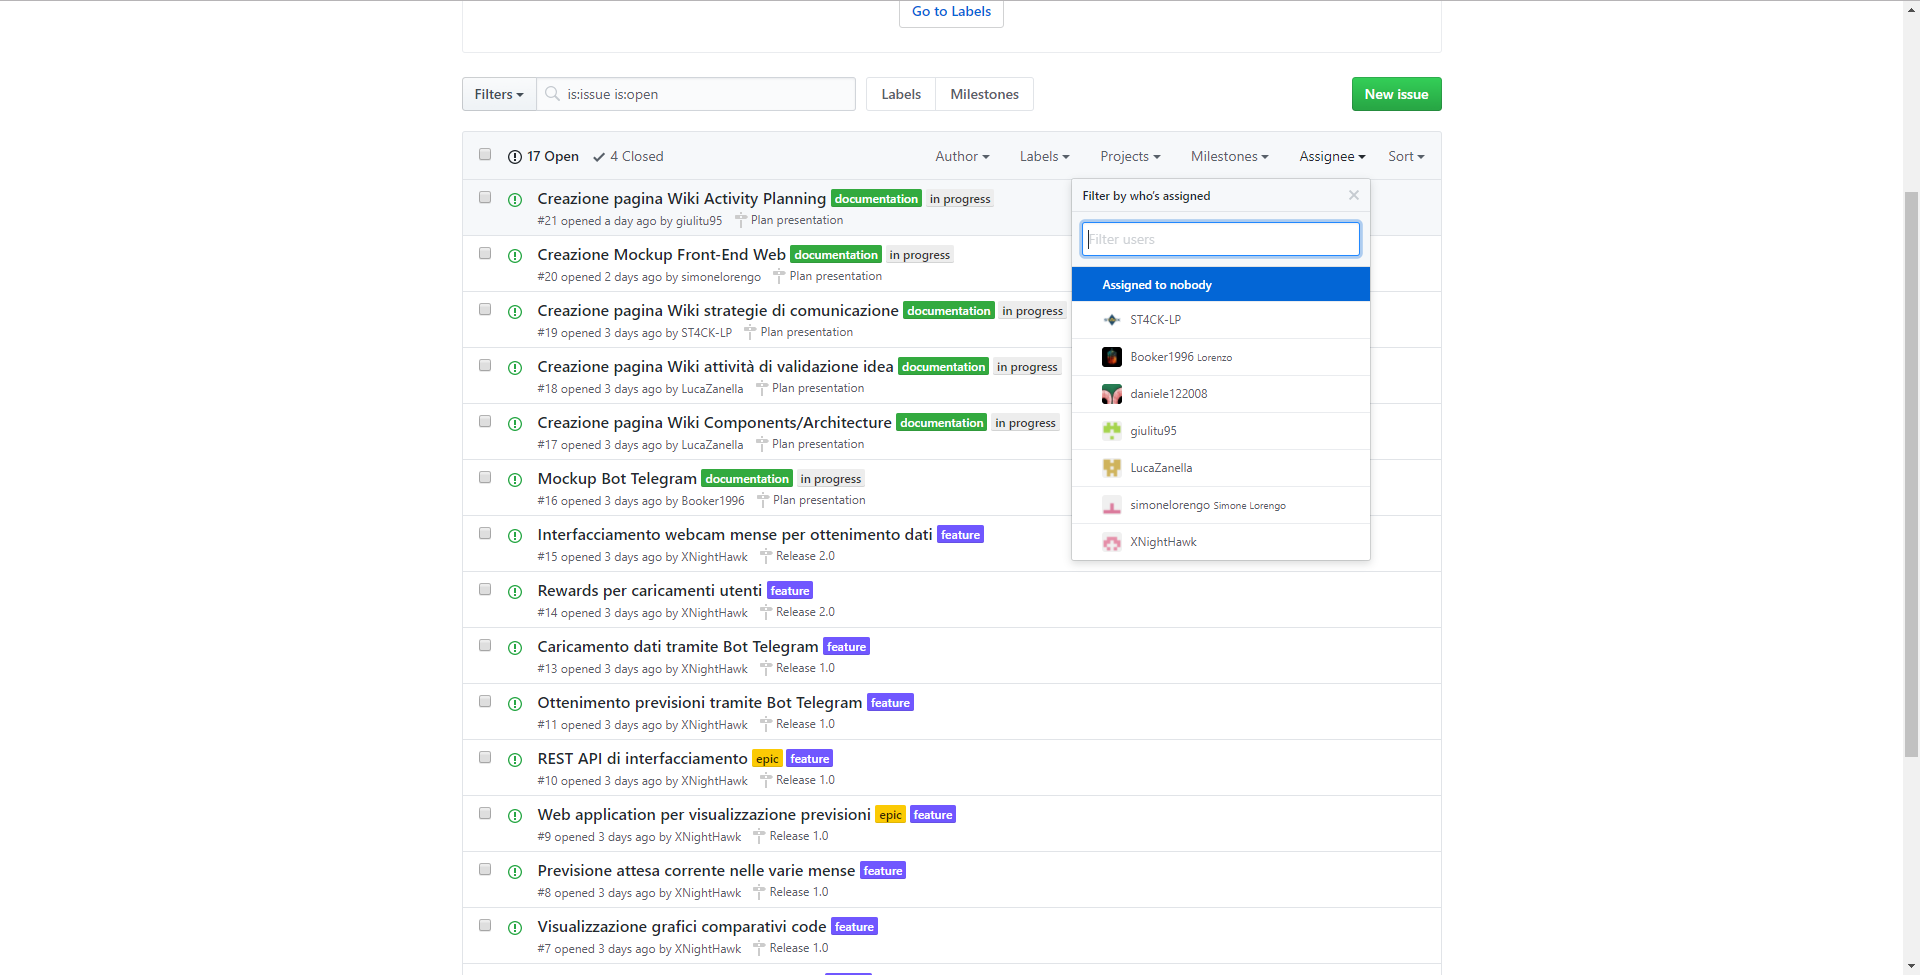 Go to Labels
Filters is:issue is:open Labels Milestones New issue
17 Open 4 Closed Author Labels Projects Milestones Assignee Sort
Creazione pagina Wiki Activity Planning documentation in progress
#21 opened a day ago by giulitu95 Plan presentation
Creazione Mockup Front-End Web documentation in progress
#20 opened 2 days ago by simonelorengo Plan presentation
Creazione pagina Wiki strategie di comunicazione documentation in progress
#19 opened 3 days ago by ST4CK-LP Plan presentation
Creazione pagina Wiki attività di validazione idea documentation in progress
#18 opened 3 days ago by LucaZanella Plan presentation
Creazione pagina Wiki Components/Architecture documentation in progress
#17 opened 3 days ago by LucaZanella Plan presentation
Mockup Bot Telegram documentation in progress
#16 opened 3 days ago by Booker1996 Plan presentation
Interfacciamento webcam mense per ottenimento dati feature
#15 opened 3 days ago by XNightHawk Release 2.0
Rewards per caricamenti utenti feature
#14 opened 3 days ago by XNightHawk Release 2.0
Caricamento dati tramite Bot Telegram feature
#13 opened 3 days ago by XNightHawk Release 1.0
Ottenimento previsioni tramite Bot Telegram feature
#11 opened 3 days ago by XNightHawk Release 1.0
REST API di interfacciamento epic feature
#10 opened 3 days ago by XNightHawk Release 1.0
Web application per visualizzazione previsioni epic feature
#9 opened 3 days ago by XNightHawk Release 1.0
Previsione attesa corrente nelle varie mense feature
#8 opened 3 days ago by XNightHawk Release 1.0
Visualizzazione grafici comparativi code feature
#7 opened 3 days ago by XNightHawk Release 1.0
Filter by who's assigned
Filter users
Assigned to nobody
ST4CK-LP
Booker1996 Lorenzo
daniele122008
giulitu95
LucaZanella
simonelorengo Simone Lorengo
XNightHawk